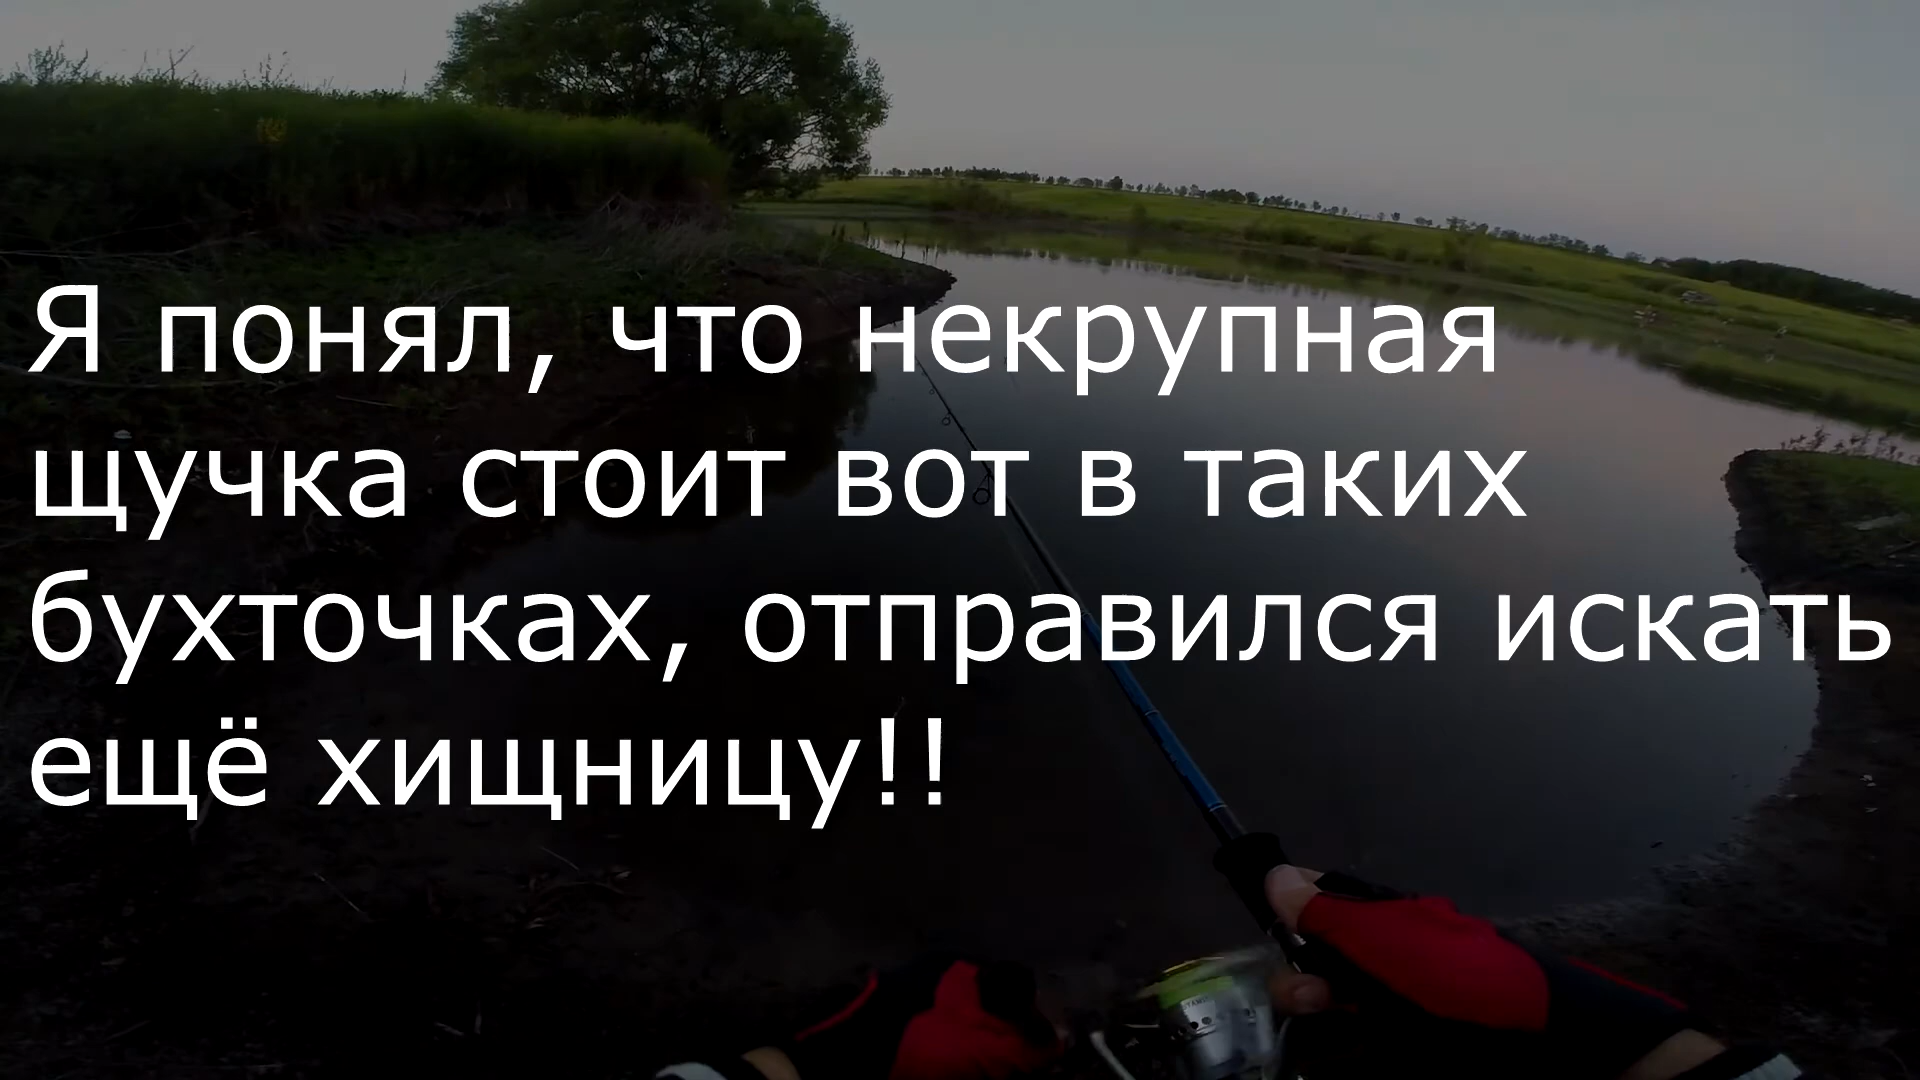 Я понял, что некрупная
щучка стоит вот в таких
бухточках, отправился искать
ещё хищницу!!